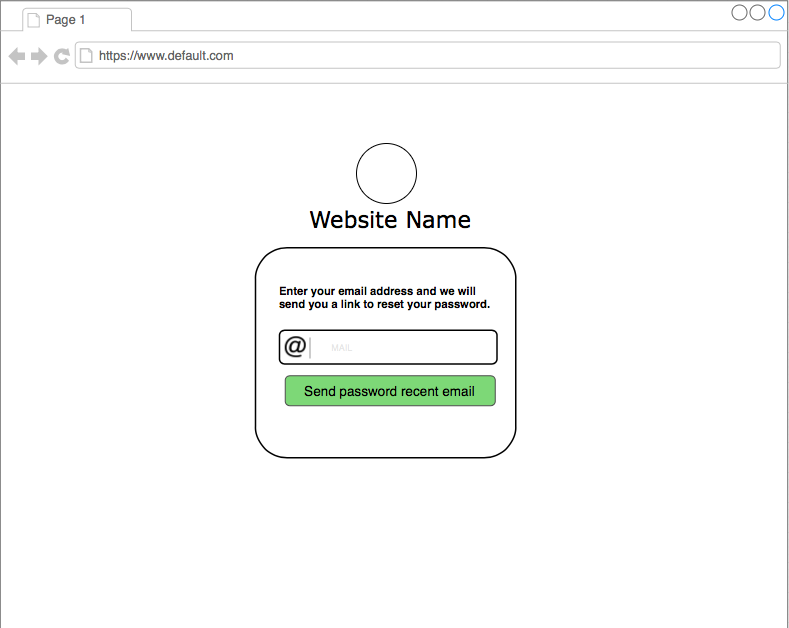 Page 1
https://www.default.com
Website Name
Enter your email address and we will
send you a link to reset your password.
@ MAIL
Send password recent email